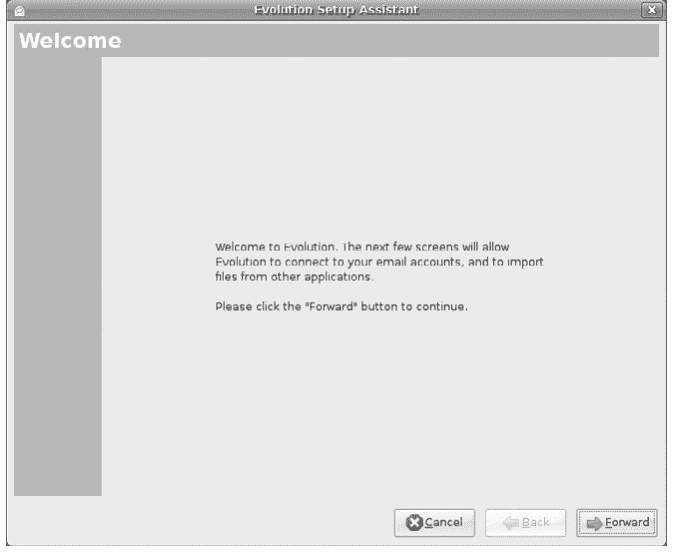 Evolution Setup Assistant
Welcome
Welcome to Evolution. The next few screens will allow
Evolution to connect to your email accounts, and to import
files from other applications.
Please click the "Forward" button to continue.
Cancel
Back
Forward